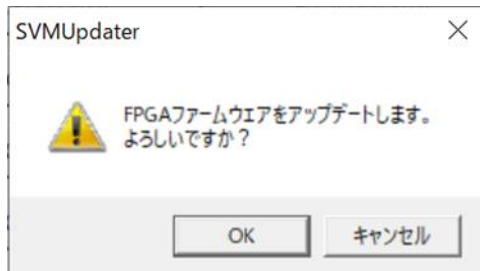 SVMUpdater
FPGAファームウェアをアップデートします。
よろしいですか？
OK
キャンセル